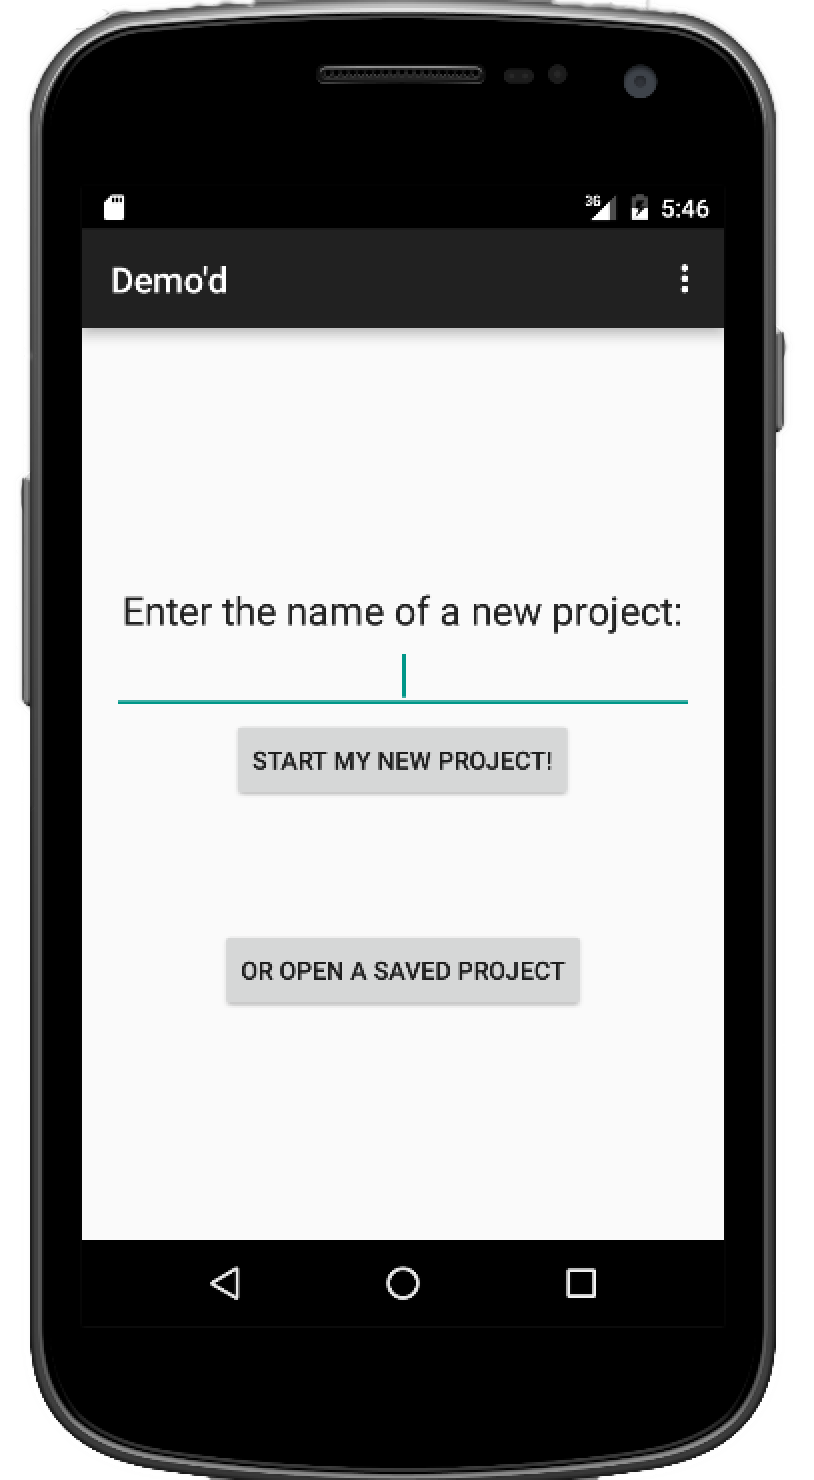 3G 5:46
Demo'd
Enter the name of a new project:
START MY NEW PROJECT!
OR OPEN A SAVED PROJECT